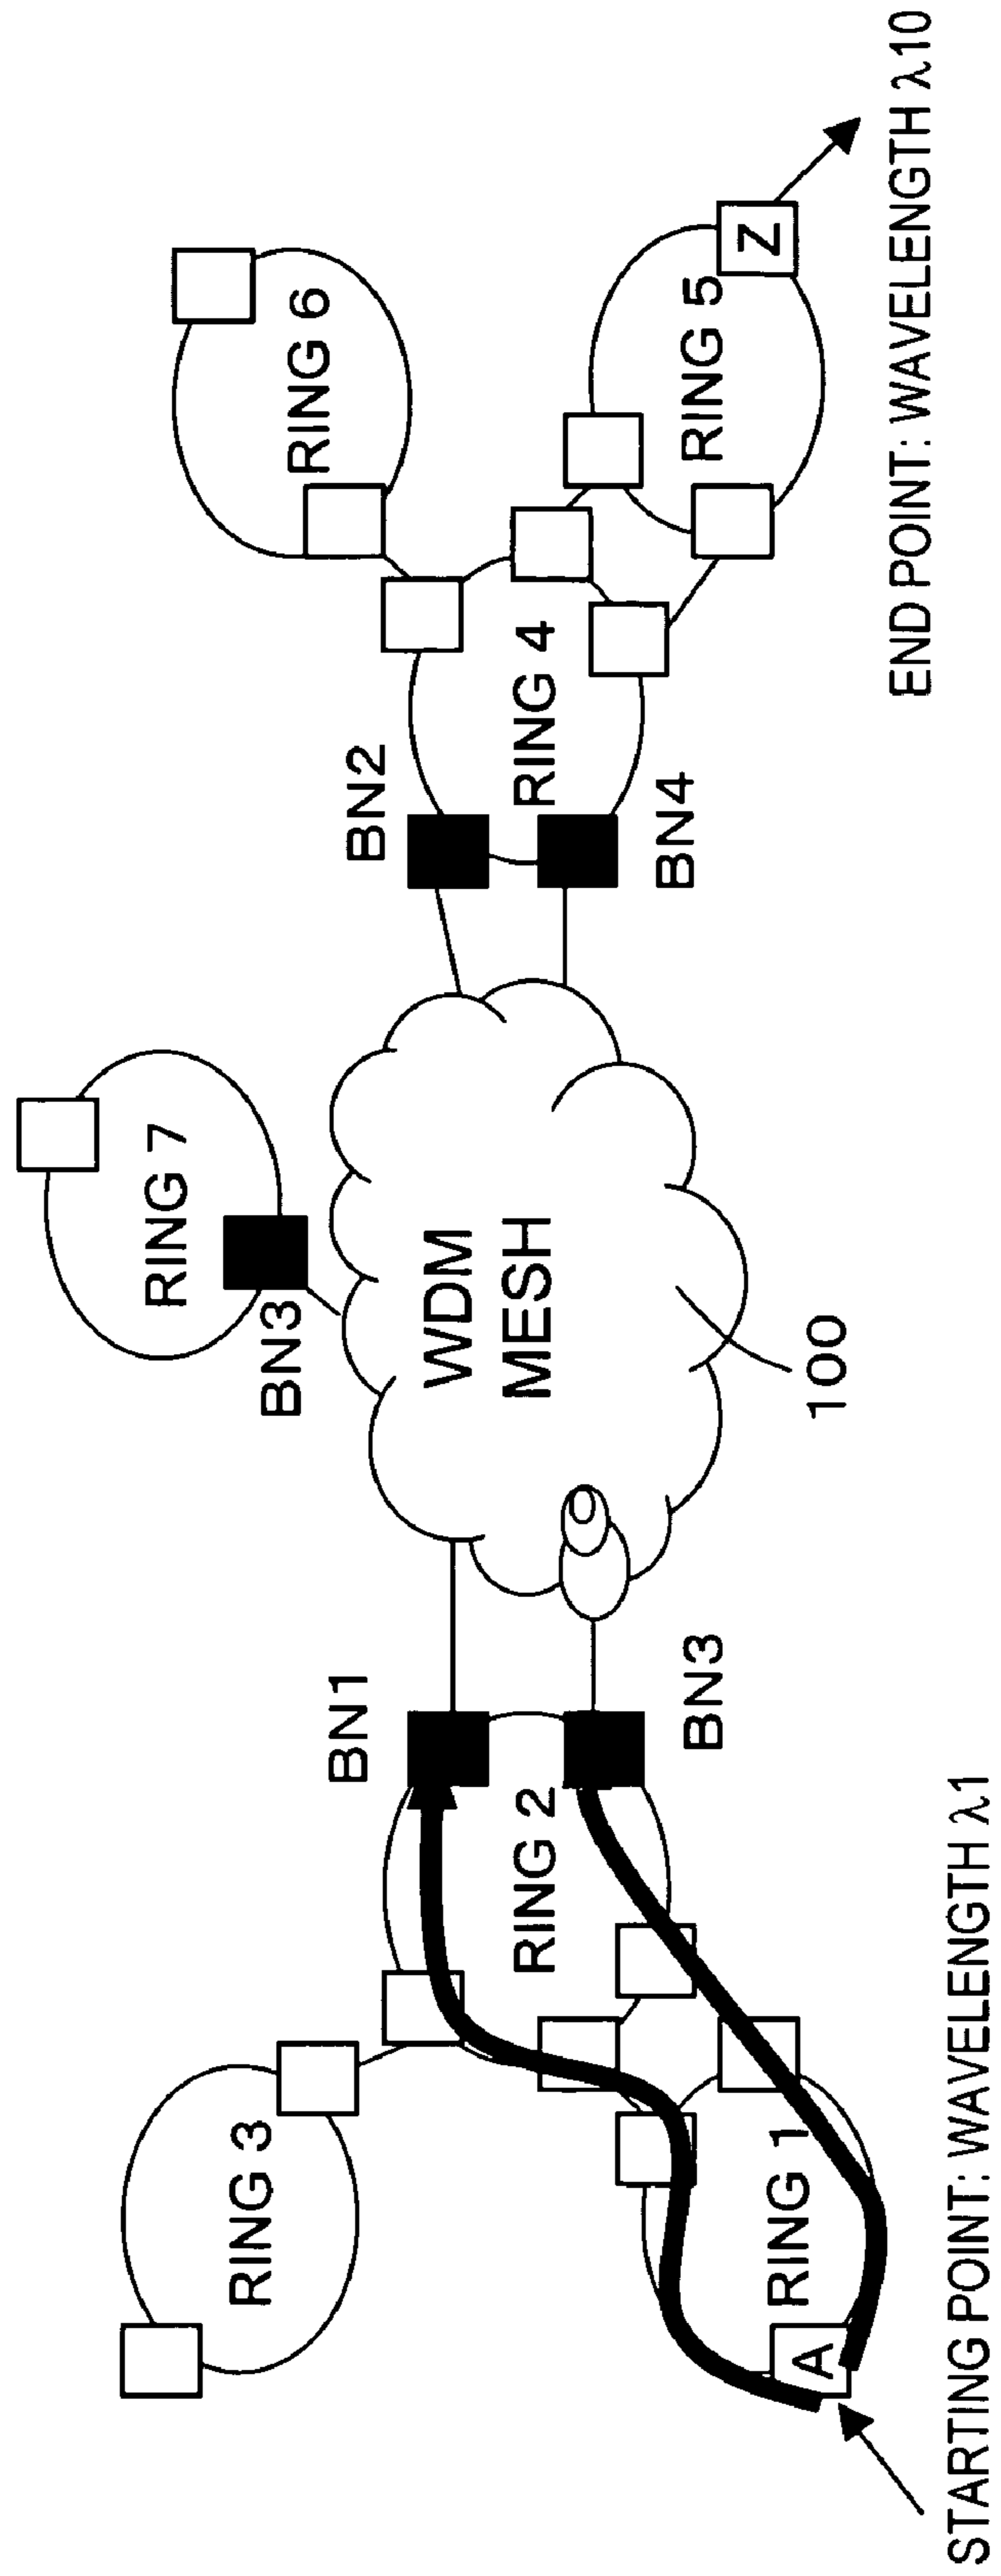 RING 7
BN3
RING 3
BN1
BN2
RING 6
WDM
MESH
RING 2
RING 4
BN3
BN4
RING 1
RING 5
A
Z
100
STARTING POINT: WAVELENGTH λ1
END POINT: WAVELENGTH λ10